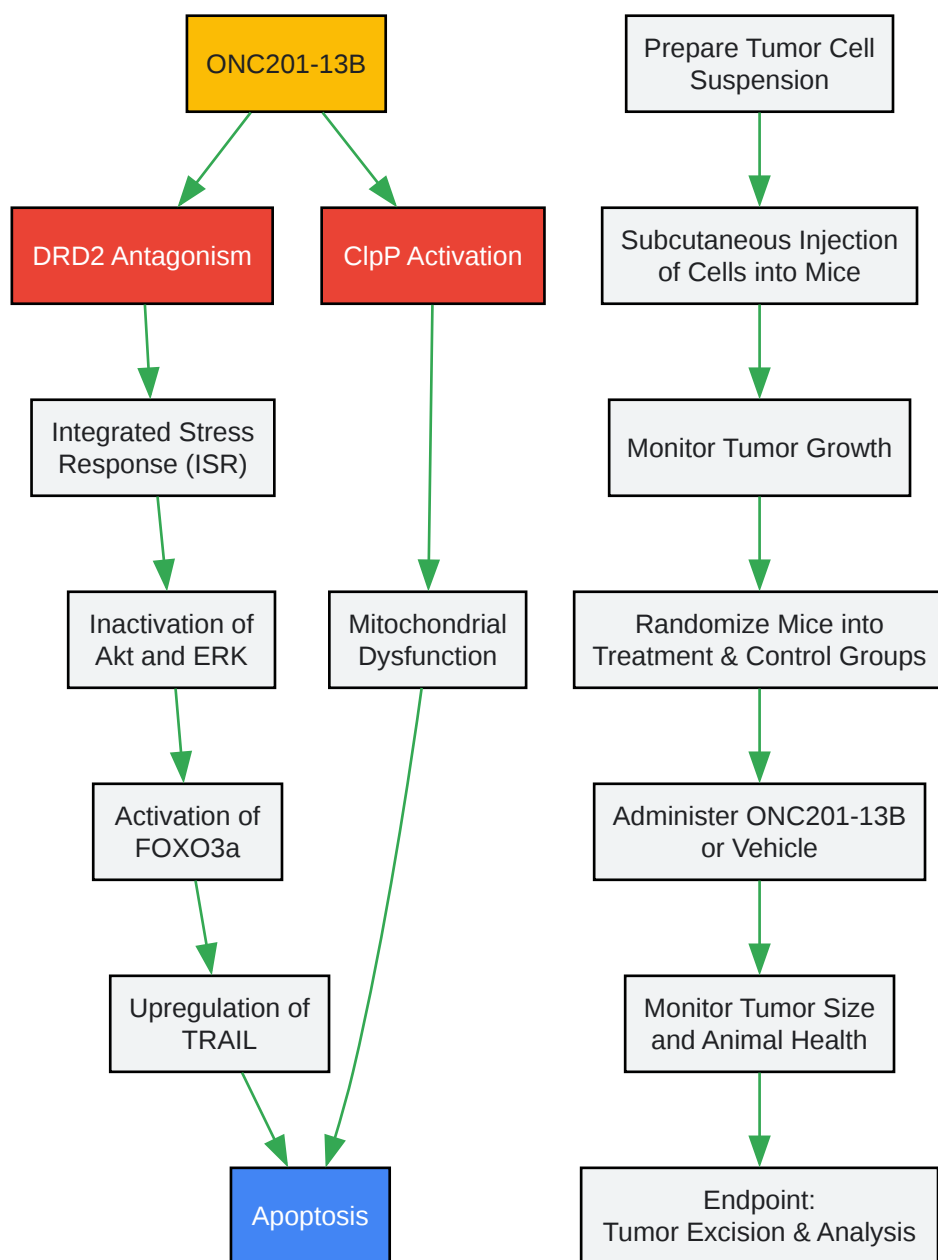 ONC201-13B
DRD2 Antagonism
ClpP Activation
Integrated Stress
Response (ISR)
Inactivation of
Akt and ERK
Mitochondrial
Dysfunction
Activation of
FOXO3a
Upregulation of
TRAIL
Apoptosis
Prepare Tumor Cell
Suspension
Subcutaneous Injection
of Cells into Mice
Monitor Tumor Growth
Randomize Mice into
Treatment & Control Groups
Administer ONC201-13B
or Vehicle
Monitor Tumor Size
and Animal Health
Endpoint:
Tumor Excision & Analysis